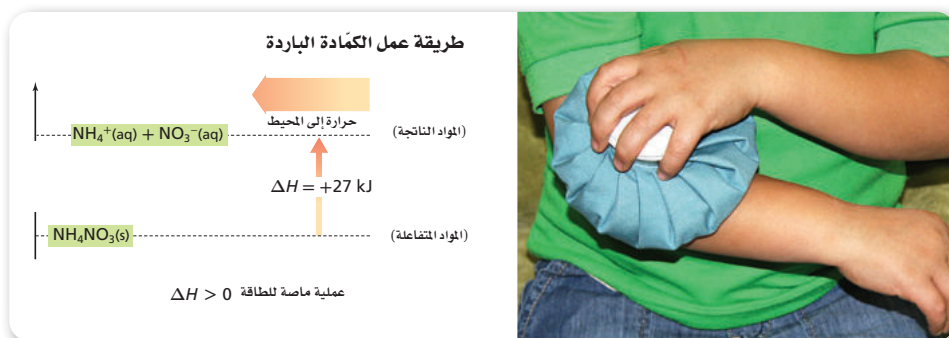 طريقة عمل الكمّادة الباردة
حرارة إلى المحيط
NH₄⁺(aq) + NO₃⁻(aq)
(المواد الناتجة)
ΔH = +27 kJ
NH₄NO₃(s)
(المواد المتفاعلة)
عملية ماصة للطاقة ΔH > 0